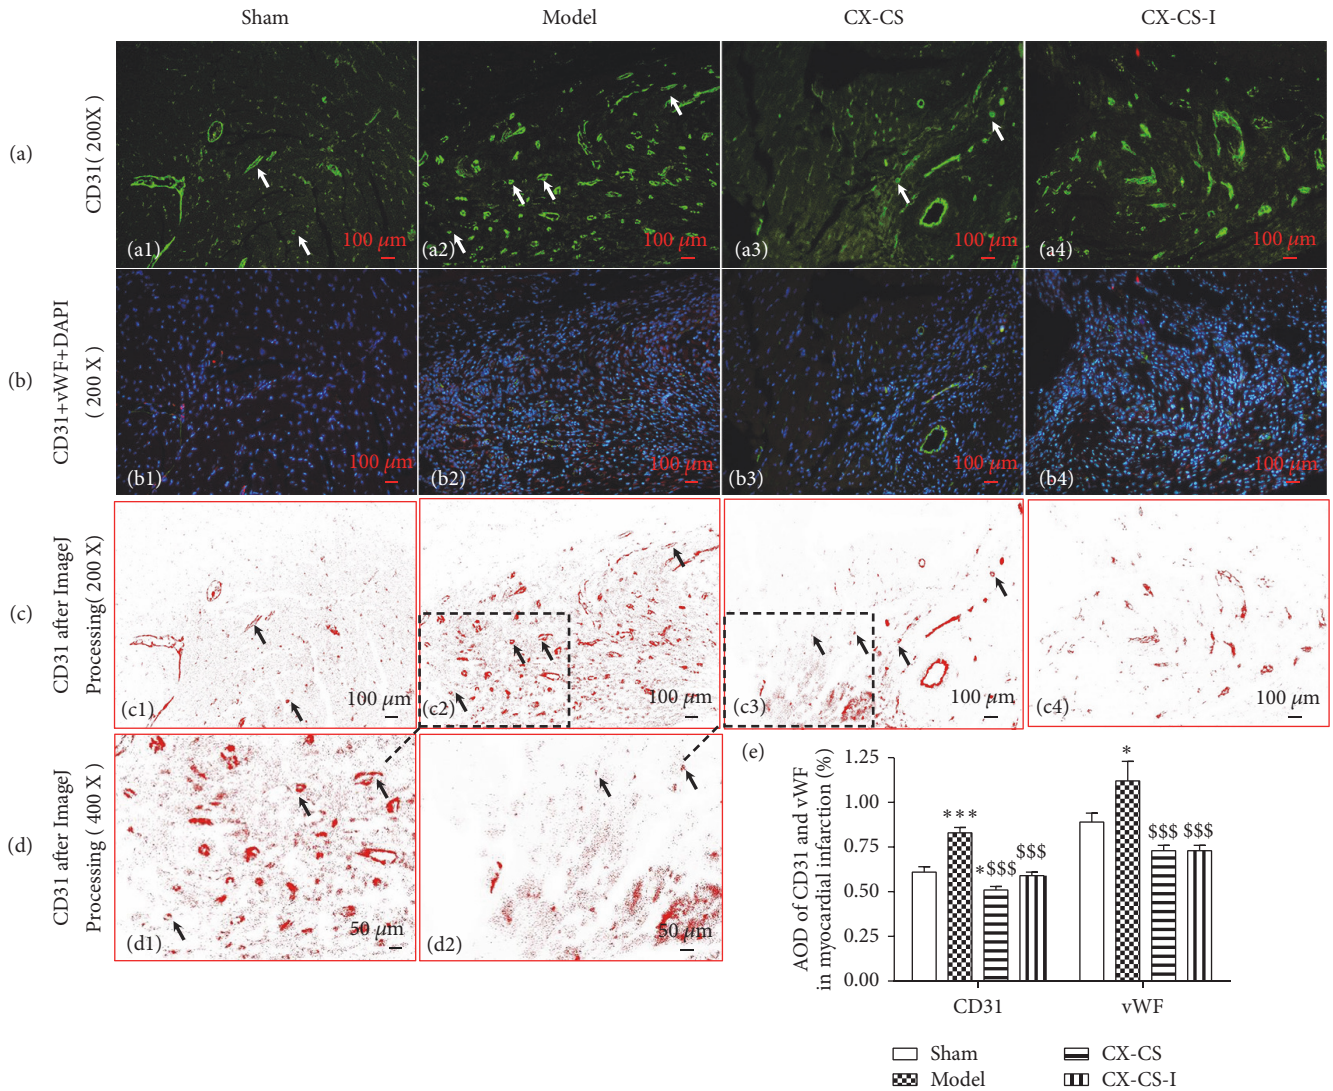 Sham Model CX-CS CX-CS-I
(a) CD31( 200X )
(a1) 100 μm (a2) 100 μm (a3) 100 μm (a4) 100 μm
(b) CD31+vWF+DAPI
( 200 X )
(b1) 100 μm (b2) 100 μm (b3) 100 μm (b4) 100 μm
(c) CD31 after ImageJ
Processing( 200 X)
(c1) 100 μm (c2) 100 μm (c3) 100 μm (c4) 100 μm
(d) CD31 after ImageJ
Processing ( 400 X)
(d1) 50 μm (d2) 50 μm
(e)
AOD of CD31 and vWF
in myocardial infarction (%)
1.25
1.00
0.75
0.50
0.25
0.00
*** *$$$ $$$ * $$$ $$$
CD31 vWF
Sham CX-CS
Model CX-CS-I